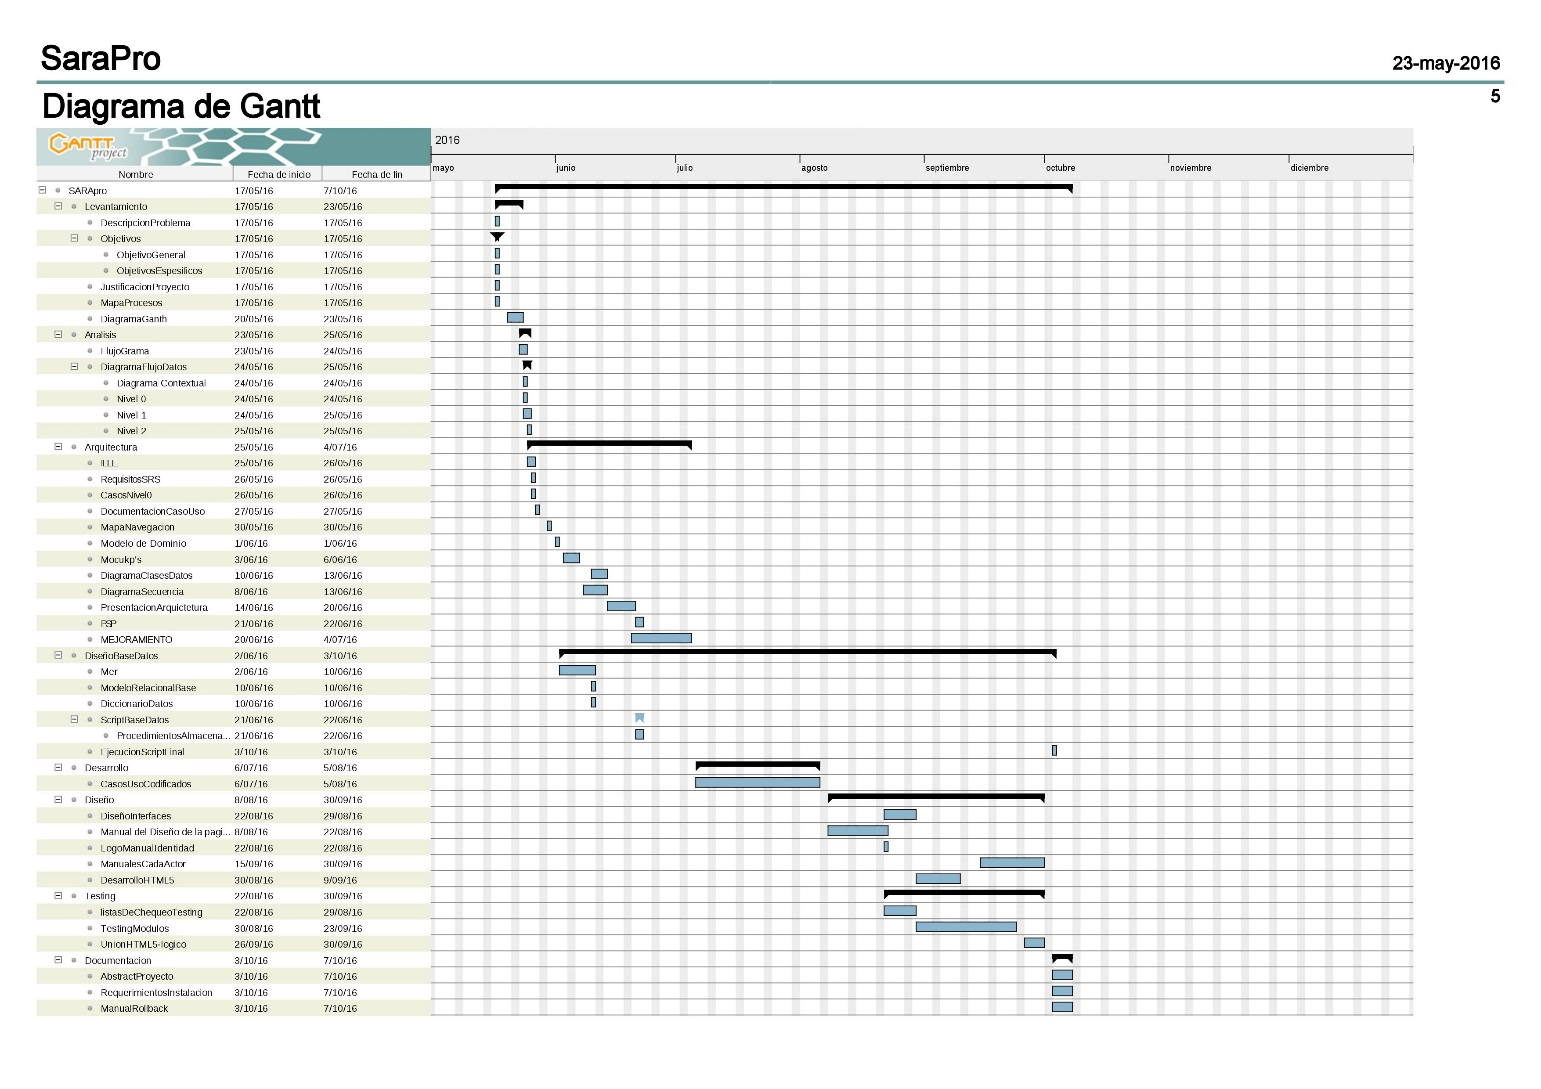 SaraPro
23-may-2016
Diagrama de Gantt
5
GANTT project
2016
mayo junio julio agosto septiembre octubre noviembre diciembre
Nombre Fecha de inicio Fecha de fin
SARApro 17/05/16 7/10/16
Levantamiento 17/05/16 23/05/16
DescripcionProblema 17/05/16 17/05/16
Objetivos 17/05/16 17/05/16
ObjetivoGeneral 17/05/16 17/05/16
ObjetivosEspesificos 17/05/16 17/05/16
JustificacionProyecto 17/05/16 17/05/16
MapaProcesos 17/05/16 17/05/16
DiagramaGanth 20/05/16 23/05/16
Analisis 23/05/16 25/05/16
FlujoGrama 23/05/16 24/05/16
DiagramaFlujoDatos 24/05/16 25/05/16
Diagrama Contextual 24/05/16 24/05/16
Nivel 0 24/05/16 24/05/16
Nivel 1 24/05/16 25/05/16
Nivel 2 25/05/16 25/05/16
Arquitectura 25/05/16 4/07/16
25/05/16 26/05/16
RequisitosSRS 26/05/16 26/05/16
CasosNivel0 26/05/16 26/05/16
DocumentacionCasoUso 27/05/16 27/05/16
MapaNavegacion 30/05/16 30/05/16
Modelo de Dominio 1/06/16 1/06/16
Mocukp's 3/06/16 6/06/16
DiagramaClasesDatos 10/06/16 13/06/16
DiagramaSecuencia 8/06/16 13/06/16
PresentacionArquictetura 14/06/16 20/06/16
PSP 21/06/16 22/06/16
MEJORAMIENTO 20/06/16 4/07/16
DiseñoBaseDatos 2/06/16 3/10/16
Mer 2/06/16 10/06/16
ModeloRelacionalBase 10/06/16 10/06/16
DiccionarioDatos 10/06/16 10/06/16
ScriptBaseDatos 21/06/16 22/06/16
ProcedimientosAlmacena... 21/06/16 22/06/16
EjecucionScriptFinal 3/10/16 3/10/16
Desarrollo 6/07/16 5/08/16
CasosUsoCodificados 6/07/16 5/08/16
Diseño 8/08/16 30/09/16
DiseñoInterfaces 22/08/16 29/08/16
Manual del Diseño de la pagi... 8/08/16 22/08/16
LogoManualIdentidad 22/08/16 22/08/16
ManualesCadaActor 15/09/16 30/09/16
DesarrolloHTML5 30/08/16 9/09/16
Testing 22/08/16 30/09/16
listasDeChequeoTesting 22/08/16 29/08/16
TestingModulos 30/08/16 23/09/16
UnionHTML5-logico 26/09/16 30/09/16
Documentacion 3/10/16 7/10/16
AbstractProyecto 3/10/16 7/10/16
RequerimientosInstalacion 3/10/16 7/10/16
ManualRollback 3/10/16 7/10/16